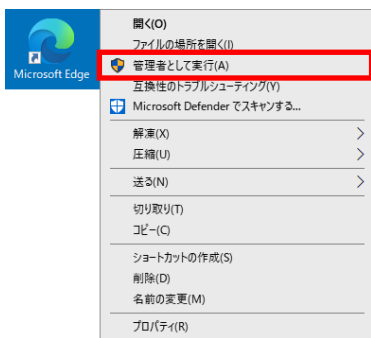 Microsoft Edge
開く(O)
ファイルの場所を開く(I)
管理者として実行(A)
互換性のトラブルシューティング(Y)
Microsoft Defender でスキャンする...
解凍(X)
圧縮(U)
送る(N)
切り取り(T)
コピー(C)
ショートカットの作成(S)
削除(D)
名前の変更(M)
プロパティ(R)